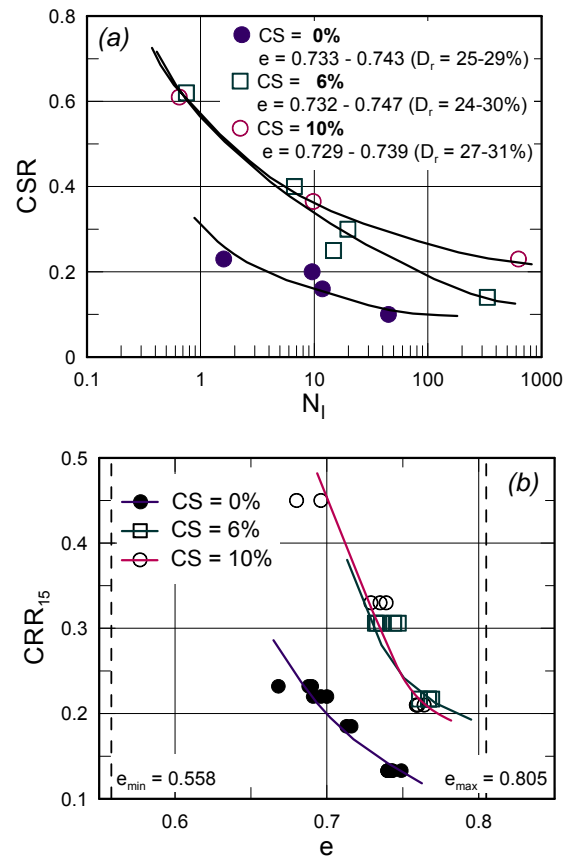 (a)
CS = 0%
e = 0.733 - 0.743 (Dr = 25-29%)
CS = 6%
e = 0.732 - 0.747 (Dr = 24-30%)
CS = 10%
e = 0.729 - 0.739 (Dr = 27-31%)
0.8
0.6
0.4
0.2
0
CSR
0.1 1 10 100 1000
Nl
(b)
CS = 0%
CS = 6%
CS = 10%
0.5
0.4
0.3
0.2
0.1
CRR15
emin = 0.558
emax = 0.805
0.6 0.7 0.8
e